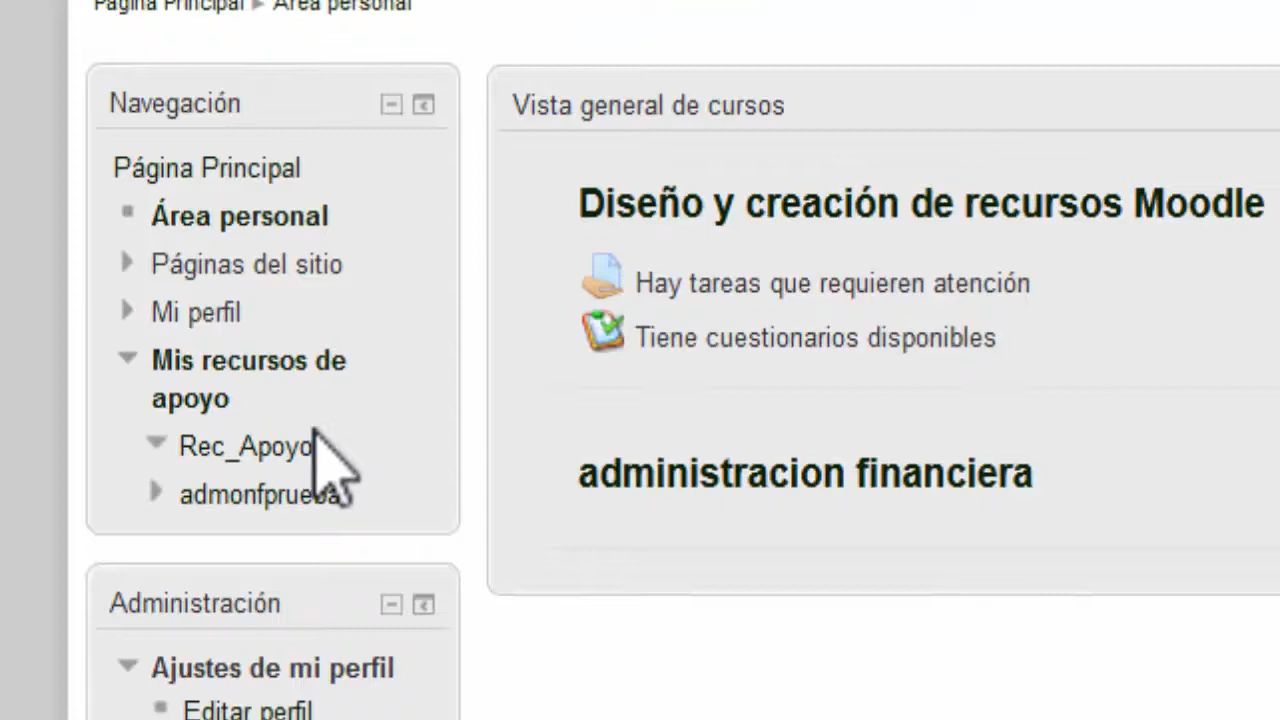 Página Principal ▶ Área personal
Navegación
Página Principal
Área personal
Páginas del sitio
Mi perfil
Mis recursos de
apoyo
Rec_Apoyo
admonfprueba
Administración
Ajustes de mi perfil
Editar perfil
Vista general de cursos
Diseño y creación de recursos Moodle
Hay tareas que requieren atención
Tiene cuestionarios disponibles
administracion financiera